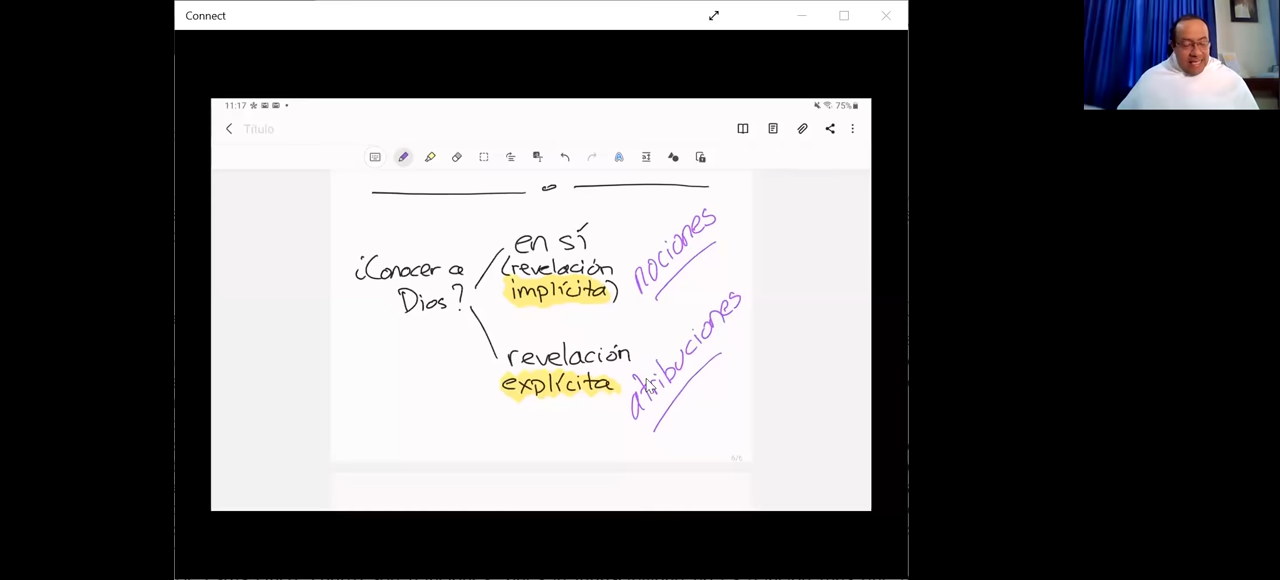 Connect
11:17
75%
Título
¿Conocer a
Dios?
en sí
(revelación
implícita)
nociones
revelación
explícita
atribuciones